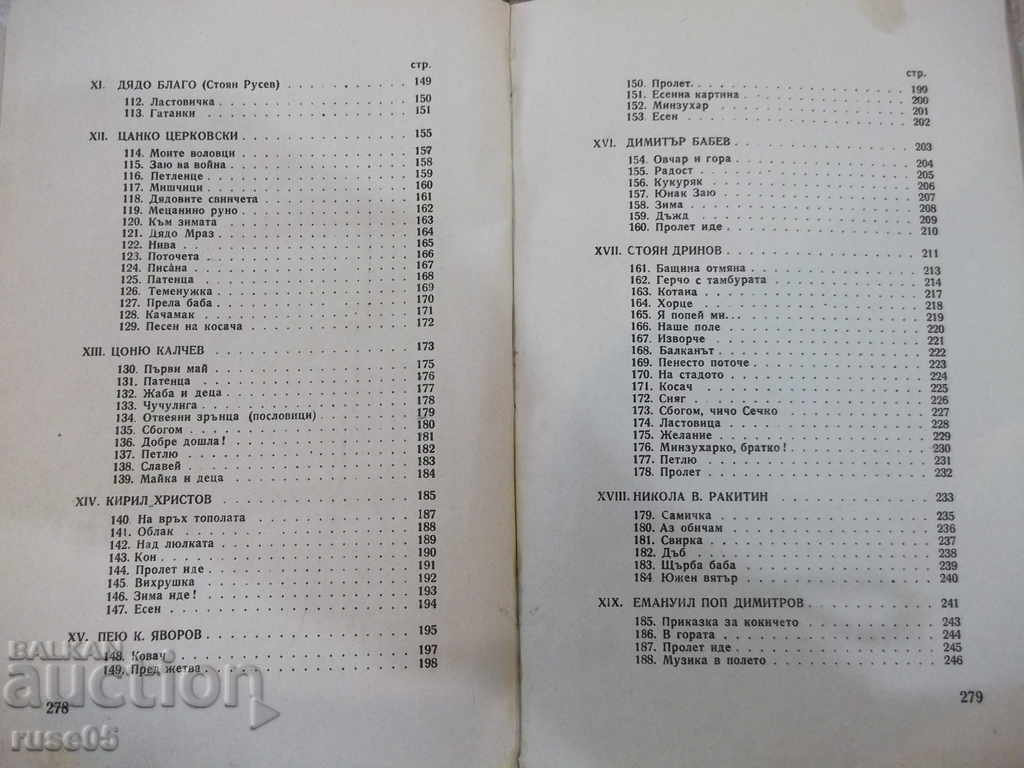 стр.
XI. ДЯДО БЛАГО (Стоян Русев) . . . 149
112. Ластовичка . . . 150
113. Гатанки . . . 151
XII. ЦАНКО ЦЕРКОВСКИ . . . 155
114. Моите воловци . . . 157
115. Заю на война . . . 158
116. Петленце . . . 159
117. Мишчици . . . 160
118. Дядовите свинчета . . . 161
119. Мецанино руно . . . 162
120. Към зимата . . . 163
121. Дядо Мраз . . . 164
122. Нива . . . 165
123. Поточета . . . 166
124. Писа̀на . . . 167
125. Патенца . . . 168
126. Теменужка . . . 169
127. Прела баба . . . 170
128. Качамак . . . 171
129. Песен на косача . . . 172
XIII. ЦОНЮ КАЛЧЕВ . . . 173
130. Първи май . . . 175
131. Патенца . . . 176
132. Жаба и деца . . . 177
133. Чучулига . . . 178
134. Отвеяни зрънца (пословици) . . . 179
135. Сбогом . . . 180
136. Добре дошла! . . . 181
137. Петлю . . . 182
138. Славей . . . 183
139. Майка и деца . . . 184
XIV. КИРИЛ ХРИСТОВ . . . 185
140. На връх тополата . . . 187
141. Облак . . . 188
142. Над люлката . . . 189
143. Кон . . . 190
144. Пролет иде . . . 191
145. Вихрушка . . . 192
146. Зима иде! . . . 193
147. Есен . . . 194
XV. ПЕЮ К. ЯВОРОВ . . . 195
148. Ковач . . . 197
149. Пред жетва . . . 198
278
стр.
150. Пролет. . . . 199
151. Есенна картина . . . 200
152. Минзухар . . . 201
153. Есен . . . 202
XVI. ДИМИТЪР БАБЕВ . . . 203
154. Овчар и гора . . . 204
155. Радост . . . 205
156. Кукуряк . . . 206
157. Юнак Заю . . . 207
158. Зима . . . 208
159. Дъжд . . . 209
160. Пролет иде . . . 210
XVII. СТОЯН ДРИНОВ . . . 211
161. Бащина отмяна . . . 213
162. Герчо с тамбурата . . . 214
163. Котана . . . 217
164. Хорце . . . 218
165. Я попей ми... . . . 219
166. Наше поле . . . 220
167. Изворче . . . 221
168. Балканът . . . 222
169. Пенесто поточе . . . 223
170. На стадото . . . 224
171. Косач . . . 225
172. Сняг . . . 226
173. Сбогом, чичо Сечко . . . 227
174. Ластовица . . . 228
175. Желание . . . 229
176. Минзухарко, братко! . . . 230
177. Петлю . . . 231
178. Пролет . . . 232
XVIII. НИКОЛА В. РАКИТИН . . . 233
179. Самичка . . . 235
180. Аз обичам . . . 236
181. Свирка . . . 237
182. Дъб . . . 238
183. Щърба баба . . . 239
184 Южен вятър . . . 240
XIX. ЕМАНУИЛ ПОП ДИМИТРОВ . . . 241
185. Приказка за кокичето . . . 243
186. В гората . . . 244
187. Пролет иде . . . 245
188. Музика в полето . . . 246
279
BALKAN
auction
ruse05